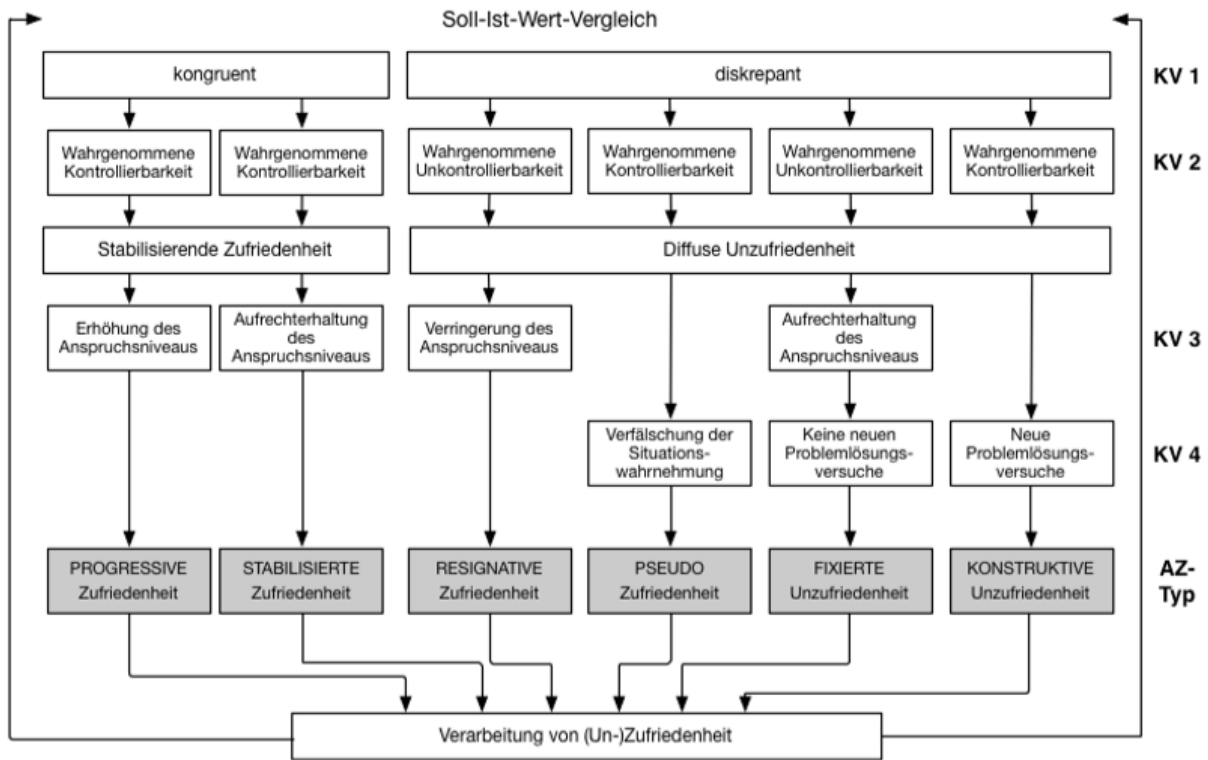 Soll-Ist-Wert-Vergleich
kongruent
diskrepant
KV 1
Wahrgenommene
Kontrollierbarkeit
Wahrgenommene
Kontrollierbarkeit
Wahrgenommene
Unkontrollierbarkeit
Wahrgenommene
Kontrollierbarkeit
Wahrgenommene
Unkontrollierbarkeit
Wahrgenommene
Kontrollierbarkeit
KV 2
Stabilisierende Zufriedenheit
Diffuse Unzufriedenheit
Erhöhung des
Anspruchsniveaus
Aufrechterhaltung
des
Anspruchsniveaus
Verringerung des
Anspruchsniveaus
Aufrechterhaltung
des
Anspruchsniveaus
KV 3
Verfälschung der
Situations-
wahrnehmung
Keine neuen
Problemlösungs-
versuche
Neue
Problemlösungs-
versuche
KV 4
PROGRESSIVE
Zufriedenheit
STABILISIERTE
Zufriedenheit
RESIGNATIVE
Zufriedenheit
PSEUDO
Zufriedenheit
FIXIERTE
Unzufriedenheit
KONSTRUKTIVE
Unzufriedenheit
AZ-
Typ
Verarbeitung von (Un-)Zufriedenheit